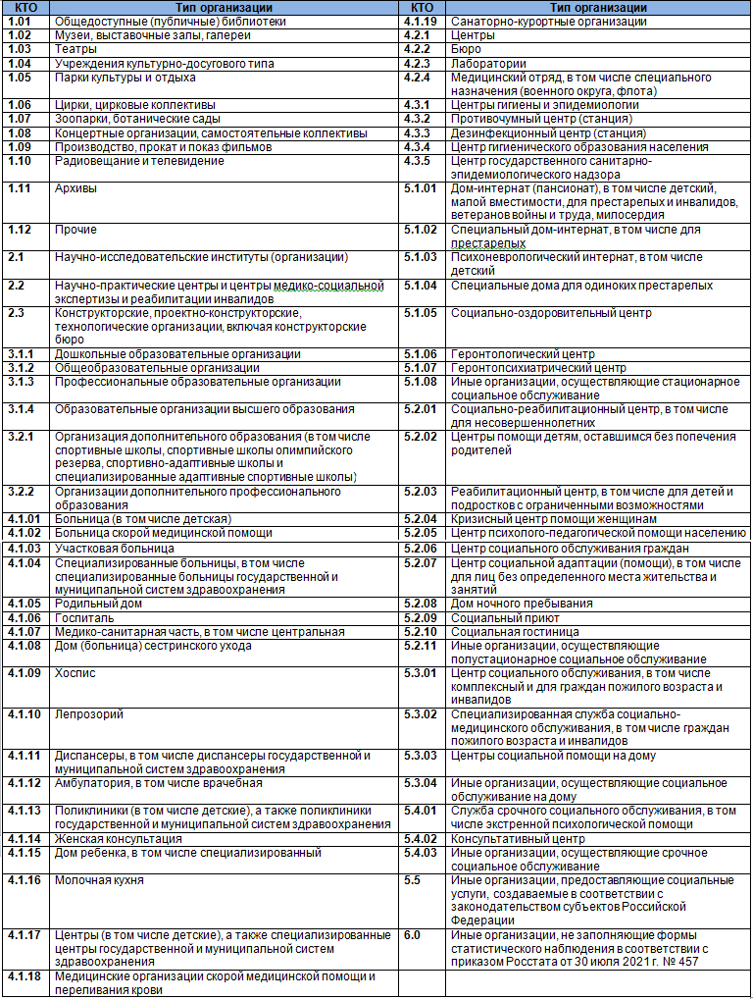 КТО Тип организации КТО Тип организации
1.01 Общедоступные (публичные) библиотеки 4.1.19 Санаторно-курортные организации
1.02 Музеи, выставочные залы, галереи 4.2.1 Центры
1.03 Театры 4.2.2 Бюро
1.04 Учреждения культурно-досугового типа 4.2.3 Лаборатории
1.05 Парки культуры и отдыха 4.2.4 Медицинский отряд, в том числе специального
назначения (военного округа, флота)
1.06 Цирки, цирковые коллективы 4.3.1 Центры гигиены и эпидемиологии
1.07 Зоопарки, ботанические сады 4.3.2 Противочумный центр (станция)
1.08 Концертные организации, самостоятельные коллективы 4.3.3 Дезинфекционный центр (станция)
1.09 Производство, прокат и показ фильмов 4.3.4 Центр гигиенического образования населения
1.10 Радиовещание и телевидение 4.3.5 Центр государственного санитарно-
эпидемиологического надзора
1.11 Архивы 5.1.01 Дом-интернат (пансионат), в том числе детский,
малой вместимости, для престарелых и инвалидов,
ветеранов войны и труда, милосердия
1.12 Прочие 5.1.02 Специальный дом-интернат, в том числе для
престарелых
2.1 Научно-исследовательские институты (организации) 5.1.03 Психоневрологический интернат, в том числе
детский
2.2 Научно-практические центры и центры медико-социальной 5.1.04 Специальные дома для одиноких престарелых
экспертизы и реабилитации инвалидов
2.3 Конструкторские, проектно-конструкторские, 5.1.05 Социально-оздоровительный центр
технологические организации, включая конструкторские
бюро
3.1.1 Дошкольные образовательные организации 5.1.06 Геронтологический центр
3.1.2 Общеобразовательные организации 5.1.07 Геронтопсихиатрический центр
3.1.3 Профессиональные образовательные организации 5.1.08 Иные организации, осуществляющие стационарное
социальное обслуживание
3.1.4 Образовательные организации высшего образования 5.2.01 Социально-реабилитационный центр, в том числе
для несовершеннолетних
3.2.1 Организация дополнительного образования (в том числе 5.2.02 Центры помощи детям, оставшимся без попечения
спортивные школы, спортивные школы олимпийского родителей
резерва, спортивно-адаптивные школы и
специализированные адаптивные спортивные школы)
3.2.2 Организации дополнительного профессионального 5.2.03 Реабилитационный центр, в том числе для детей и
образования подростков с ограниченными возможностями
4.1.01 Больница (в том числе детская) 5.2.04 Кризисный центр помощи женщинам
4.1.02 Больница скорой медицинской помощи 5.2.05 Центр психолого-педагогической помощи населению
4.1.03 Участковая больница 5.2.06 Центр социального обслуживания граждан
4.1.04 Специализированные больницы, в том числе 5.2.07 Центр социальной адаптации (помощи), в том числе
специализированные больницы государственной и для лиц без определенного места жительства и
муниципальной систем здравоохранения занятий
4.1.05 Родильный дом 5.2.08 Дом ночного пребывания
4.1.06 Госпиталь 5.2.09 Социальный приют
4.1.07 Медико-санитарная часть, в том числе центральная 5.2.10 Социальная гостиница
4.1.08 Дом (больница) сестринского ухода 5.2.11 Иные организации, осуществляющие
полустационарное социальное обслуживание
4.1.09 Хоспис 5.3.01 Центр социального обслуживания, в том числе
комплексный и для граждан пожилого возраста и
инвалидов
4.1.10 Лепрозорий 5.3.02 Специализированная служба социально-
медицинского обслуживания, в том числе граждан
пожилого возраста и инвалидов
4.1.11 Диспансеры, в том числе диспансеры государственной и 5.3.03 Центры социальной помощи на дому
муниципальной систем здравоохранения
4.1.12 Амбулатория, в том числе врачебная 5.3.04 Иные организации, осуществляющие социальное
обслуживание на дому
4.1.13 Поликлиники (в том числе детские), а также поликлиники 5.4.01 Служба срочного социального обслуживания, в том
государственной и муниципальной систем здравоохранения числе экстренной психологической помощи
4.1.14 Женская консультация 5.4.02 Консультативный центр
4.1.15 Дом ребенка, в том числе специализированный 5.4.03 Иные организации, осуществляющие срочное
социальное обслуживание
4.1.16 Молочная кухня 5.5 Иные организации, предоставляющие социальные
услуги, создаваемые в соответствии с
законодательством субъектов Российской
Федерации
4.1.17 Центры (в том числе детские), а также специализированные 6.0 Иные организации, не заполняющие формы
центры государственной и муниципальной систем статистического наблюдения в соответствии с
здравоохранения приказом Росстата от 30 июля 2021 г. № 457
4.1.18 Медицинские организации скорой медицинской помощи и
переливания крови